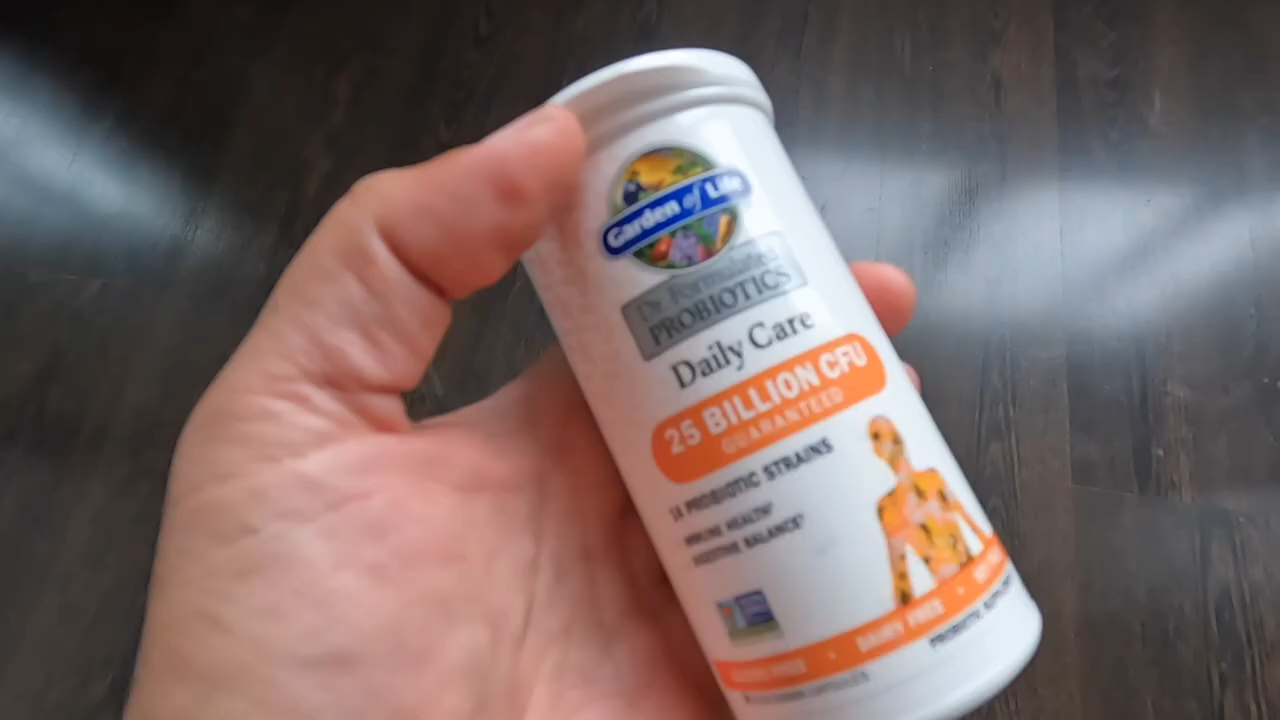 Garden of Life
Dr. Formulated
PROBIOTICS
Daily Care
25 BILLION CFU
GUARANTEED
14 PROBIOTIC STRAINS
IMMUNE HEALTH*
DIGESTIVE BALANCE*
DAIRY FREE
PROBIOTIC